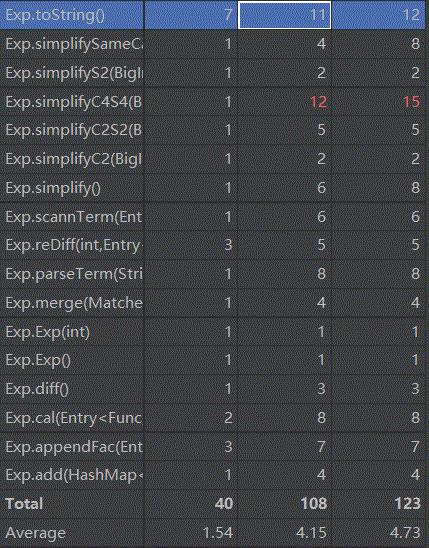 Exp.toString() 7 11 12
Exp.simplifySameCa 1 4 8
Exp.simplifyS2(BigIn 1 2 2
Exp.simplifyC4S4(B 1 12 15
Exp.simplifyC2S2(B 1 5 5
Exp.simplifyC2(BigI 1 2 2
Exp.simplify() 1 6 8
Exp.scannTerm(Ent 1 6 6
Exp.reDiff(int,Entry< 3 5 5
Exp.parseTerm(Stri 1 8 8
Exp.merge(Matche 1 4 4
Exp.Exp(int) 1 1 1
Exp.Exp() 1 1 1
Exp.diff() 1 3 3
Exp.cal(Entry<Func 2 8 8
Exp.appendFac(Ent 3 7 7
Exp.add(HashMap< 1 4 4
Total 40 108 123
Average 1.54 4.15 4.73